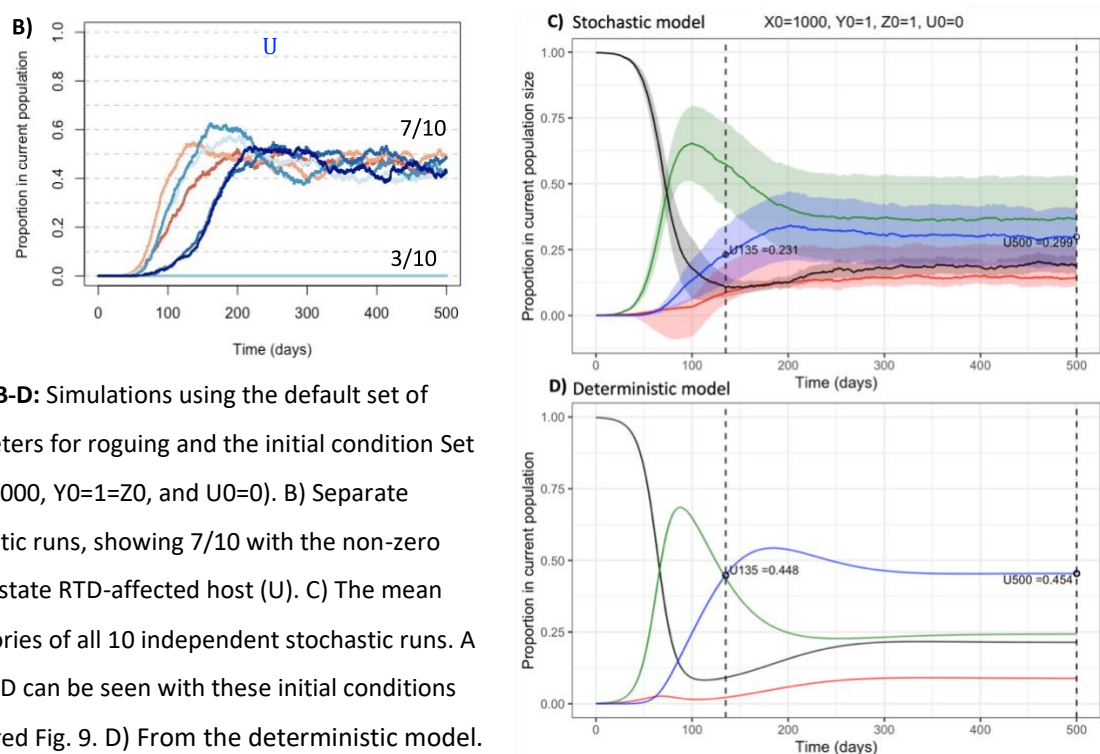 B)
U
7/10
3/10
Proportion in current population
0.0
0.2
0.4
0.6
0.8
1.0
0
100
200
300
400
500
Time (days)
B-D: Simulations using the default set of
eters for roguing and the initial condition Set
000, Y0=1=Z0, and U0=0). B) Separate
tic runs, showing 7/10 with the non-zero
state RTD-affected host (U). C) The mean
ories of all 10 independent stochastic runs. A
D can be seen with these initial conditions
red Fig. 9. D) From the deterministic model.
C) Stochastic model X0=1000, Y0=1, Z0=1, U0=0
Proportion in current population size
1.00
0.75
0.50
0.25
0.00
U135 =0.231
U500 =0.299
0
100
200
300
400
500
Time (days)
D) Deterministic model
Proportion in current population
1.00
0.75
0.50
0.25
0.00
U135 =0.448
U500 =0.454
0
100
200
300
400
500
Time (days)